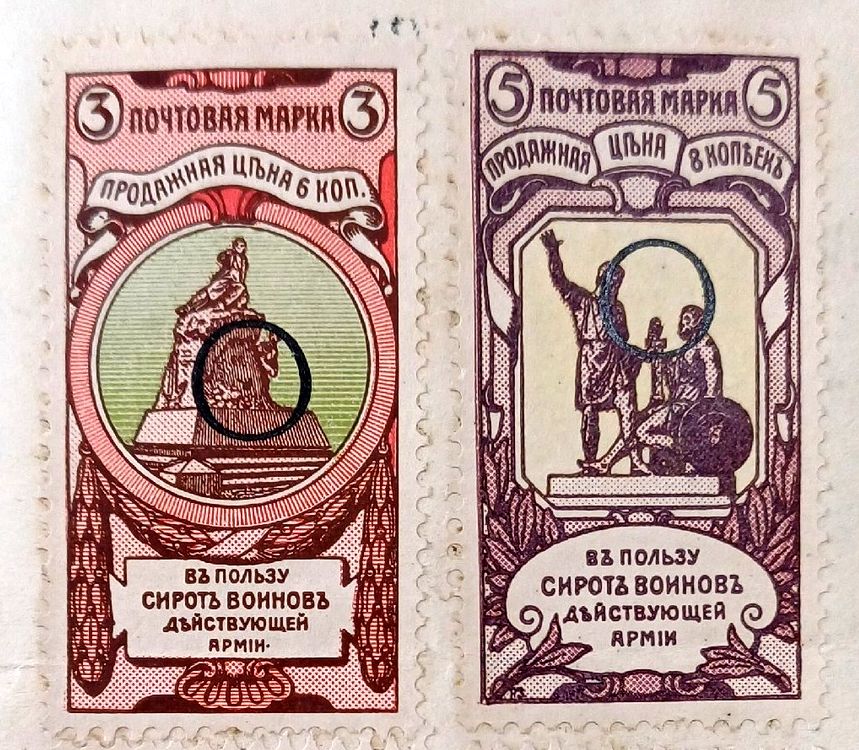 3 ПОЧТОВАЯ МАРКА 3
ПРОДАЖНАЯ ЦѢНА 6 КОП.
ВЪ ПОЛЬЗУ
СИРОТЪ ВОИНОВЪ
ДѢЙСТВУЮЩЕЙ
АРМІИ.
5 ПОЧТОВАЯ МАРКА 5
ПРОДАЖНАЯ ЦѢНА 8 КОПѢЕКЪ
ВЪ ПОЛЬЗУ
СИРОТЪ ВОИНОВЪ
ДѢЙСТВУЮЩЕЙ
АРМІИ